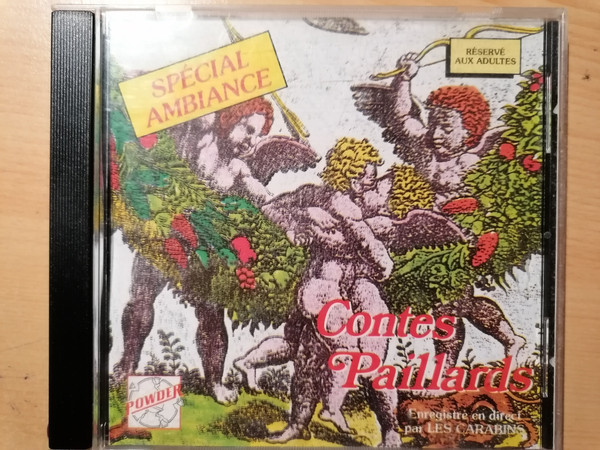 SPÉCIAL
AMBIANCE
RÉSERVÉ
AUX ADULTES
Contes
Paillards
POWDER
Enregistré en direct
par LES CARABINS